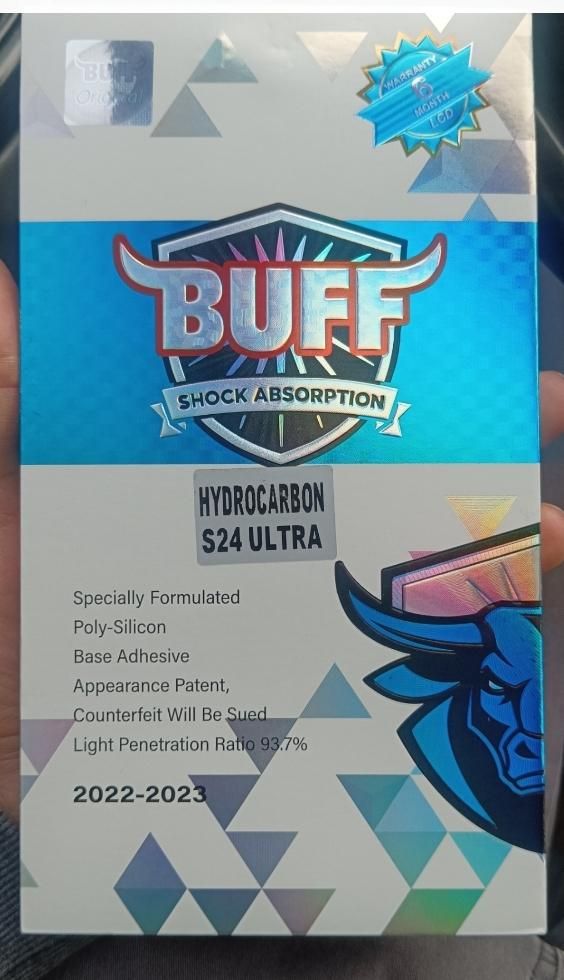 BUFF
Original
WARRANTY
6
MONTH
LCD
BUFF
SHOCK ABSORPTION
HYDROCARBON
S24 ULTRA
Specially Formulated
Poly-Silicon
Base Adhesive
Appearance Patent,
Counterfeit Will Be Sued
Light Penetration Ratio 93.7%
2022-2023